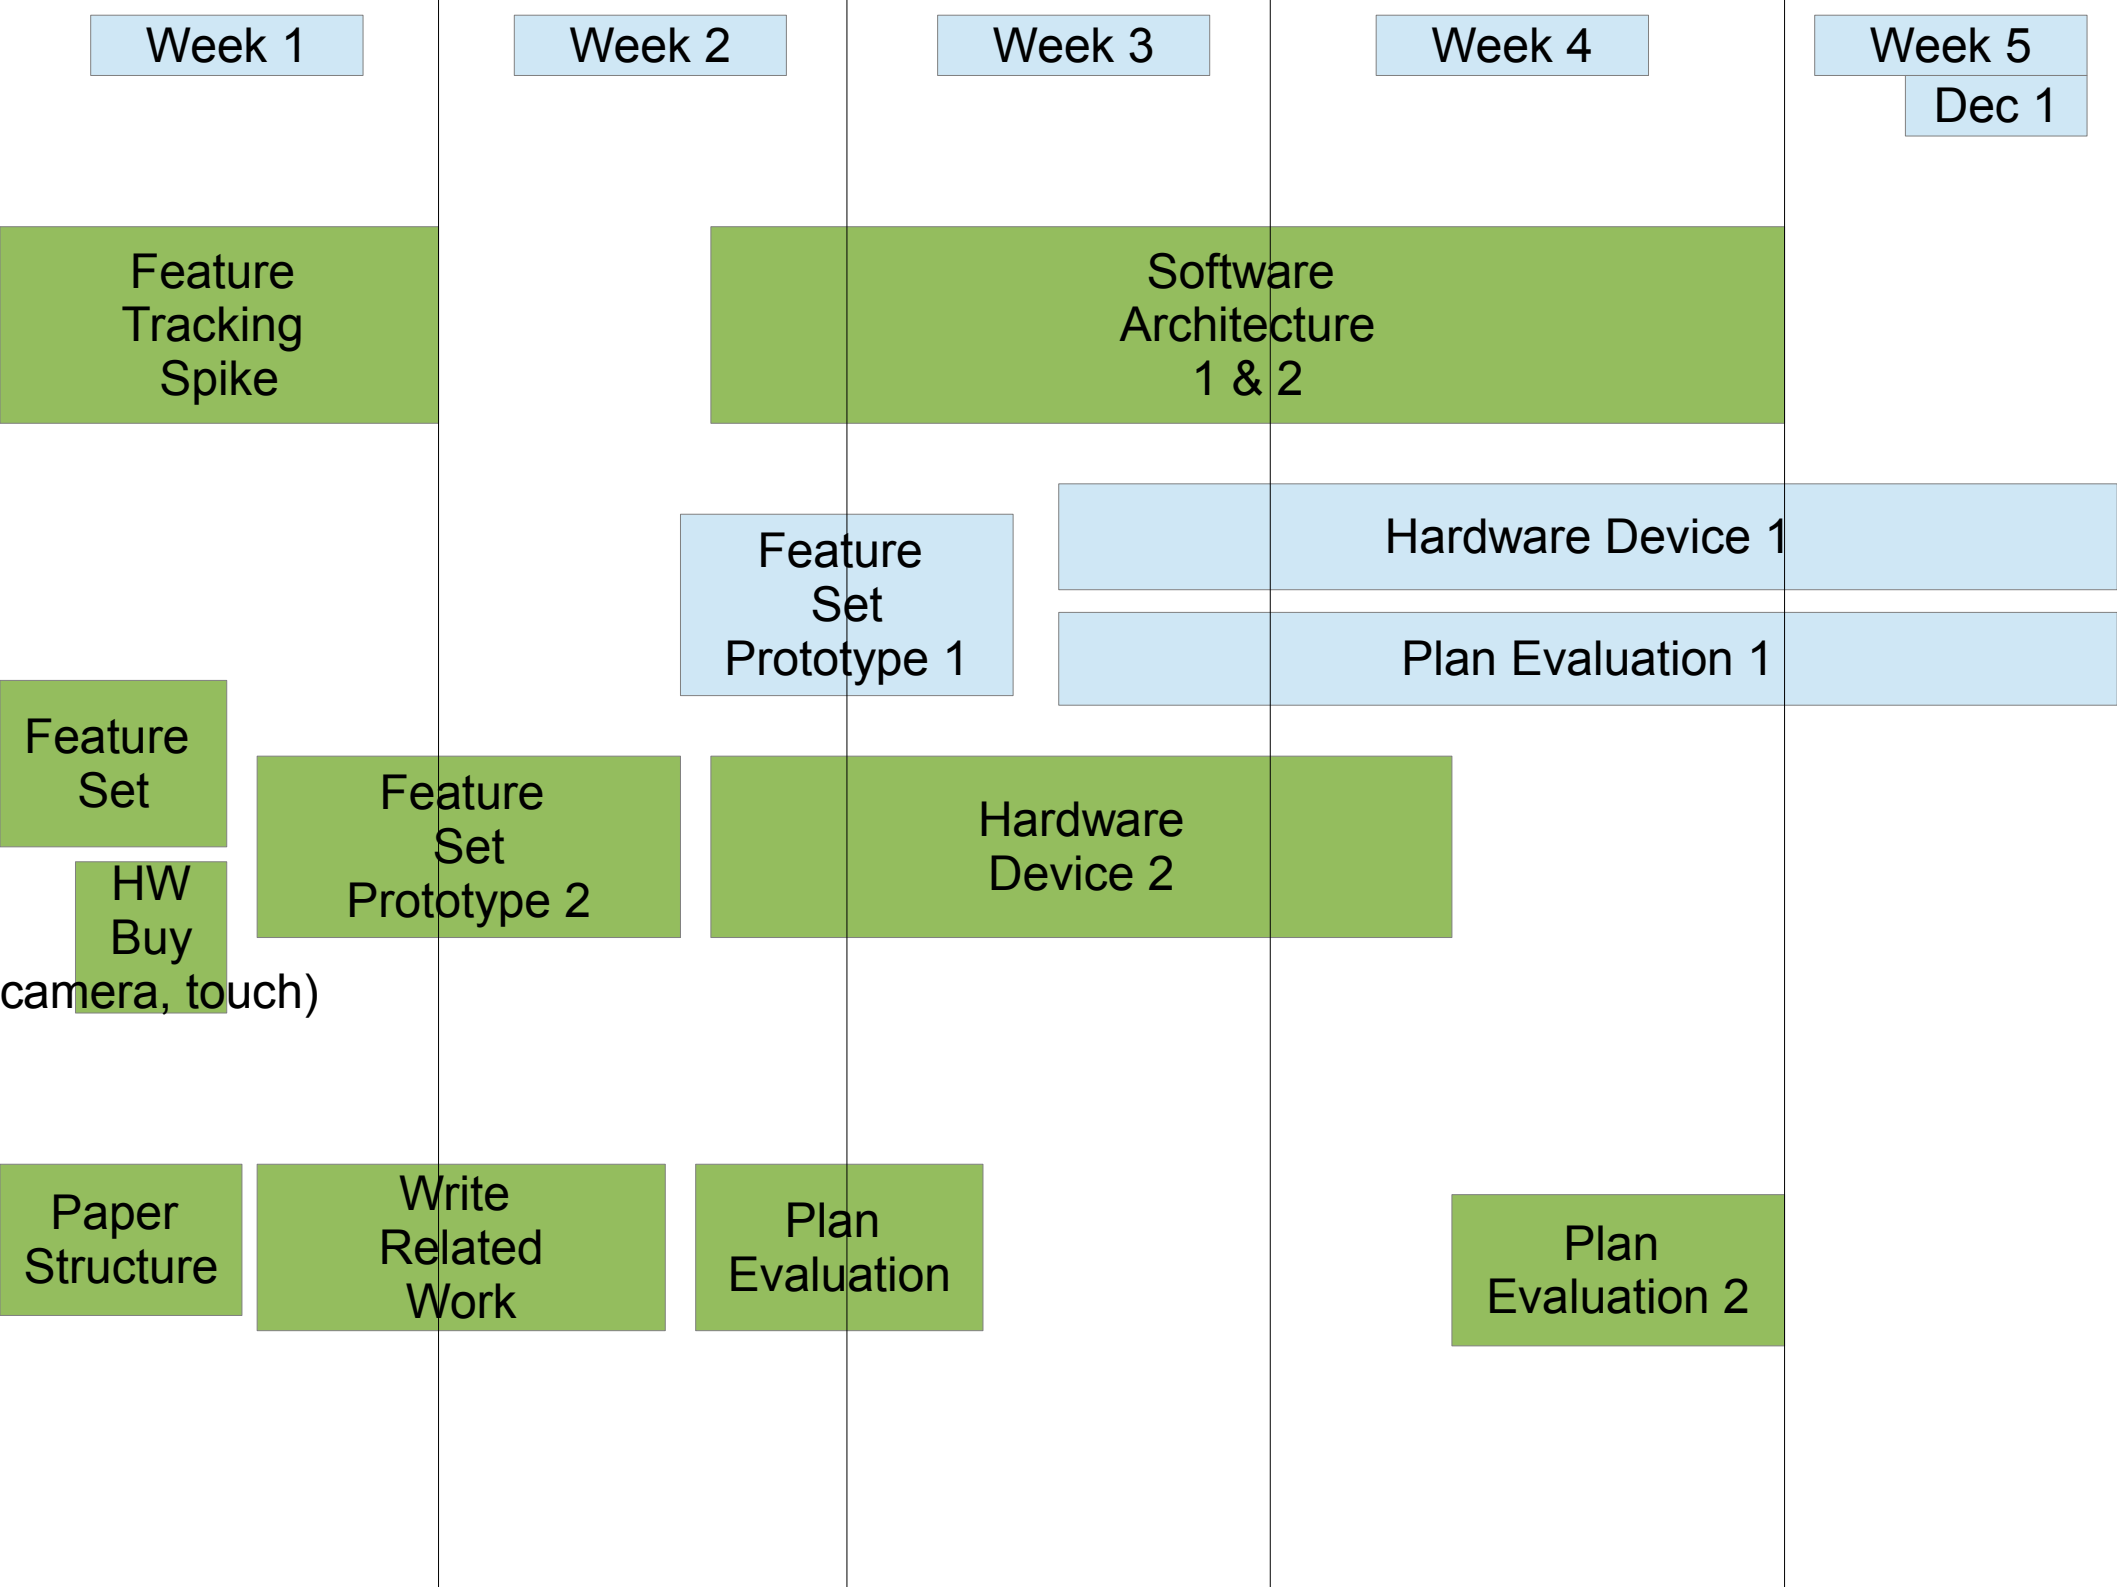 Week 1
Week 2
Week 3
Week 4
Week 5
Dec 1
Feature
Tracking
Spike
Software
Architecture
1 & 2
Hardware Device 1
Feature
Set
Prototype 1
Plan Evaluation 1
Feature
Set
Feature
Set
Prototype 2
Hardware
Device 2
HW
Buy
camera, touch)
Paper
Structure
Write
Related
Work
Plan
Evaluation
Plan
Evaluation 2